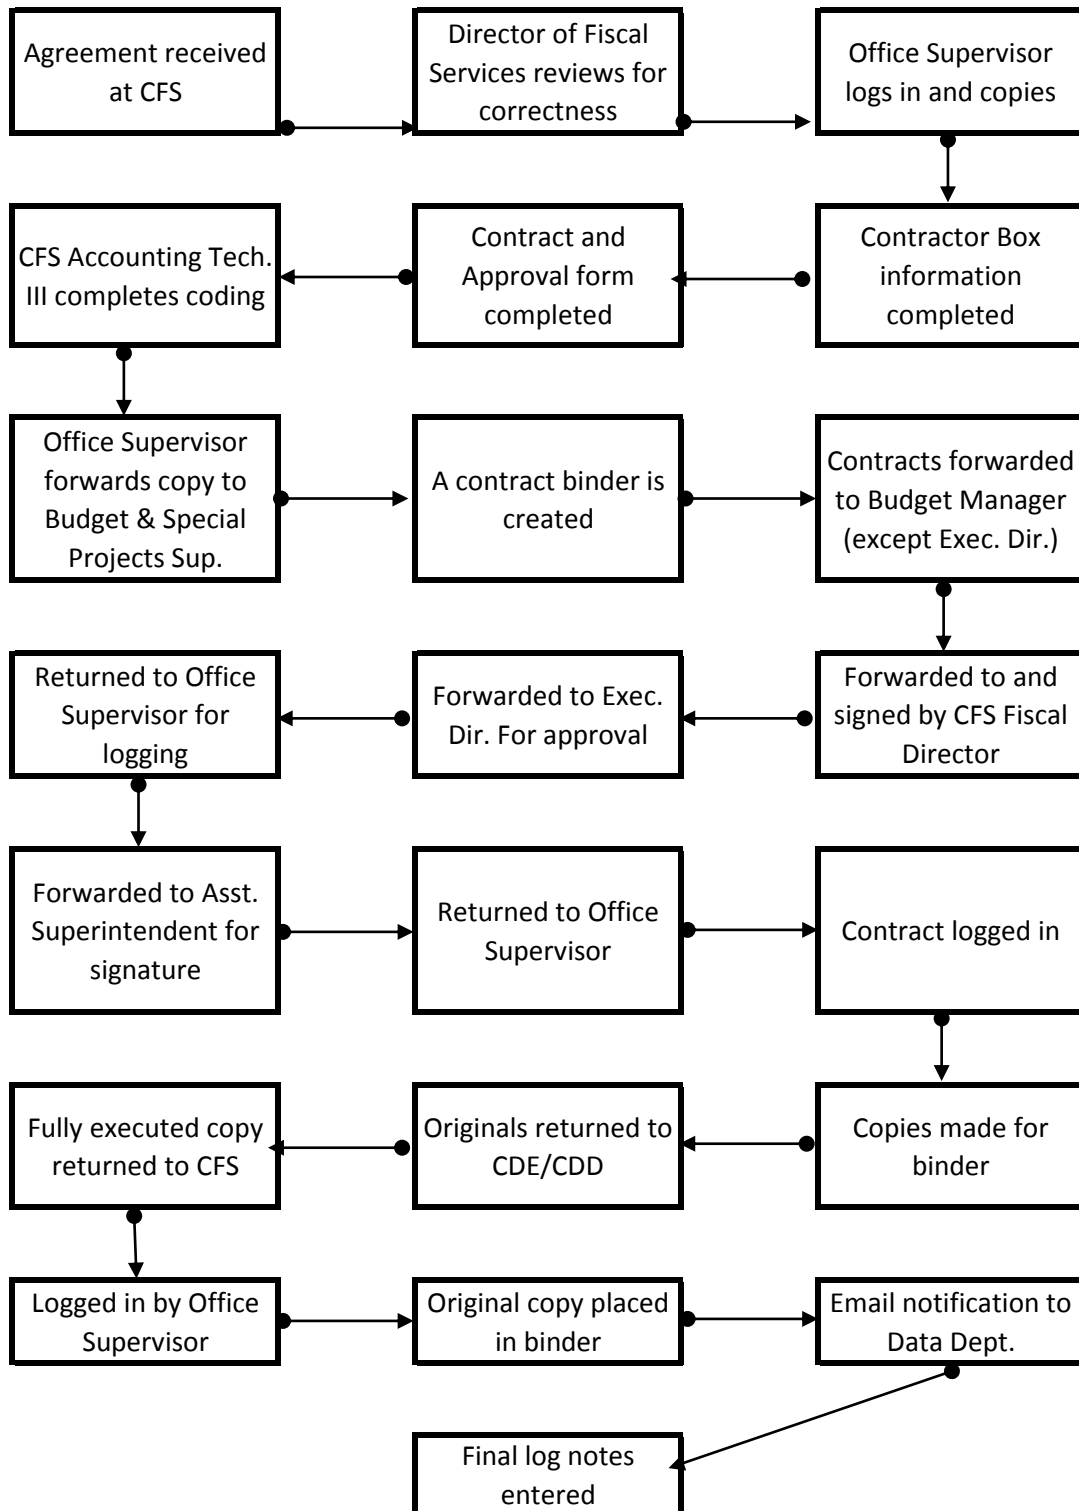 Agreement received
at CFS
Director of Fiscal
Services reviews for
correctness
Office Supervisor
logs in and copies
CFS Accounting Tech.
III completes coding
Contract and
Approval form
completed
Contractor Box
information
completed
Office Supervisor
forwards copy to
Budget & Special
Projects Sup.
A contract binder is
created
Contracts forwarded
to Budget Manager
(except Exec. Dir.)
Returned to Office
Supervisor for
logging
Forwarded to Exec.
Dir. For approval
Forwarded to and
signed by CFS Fiscal
Director
Forwarded to Asst.
Superintendent for
signature
Returned to Office
Supervisor
Contract logged in
Fully executed copy
returned to CFS
Originals returned to
CDE/CDD
Copies made for
binder
Logged in by Office
Supervisor
Original copy placed
in binder
Email notification to
Data Dept.
Final log notes
entered